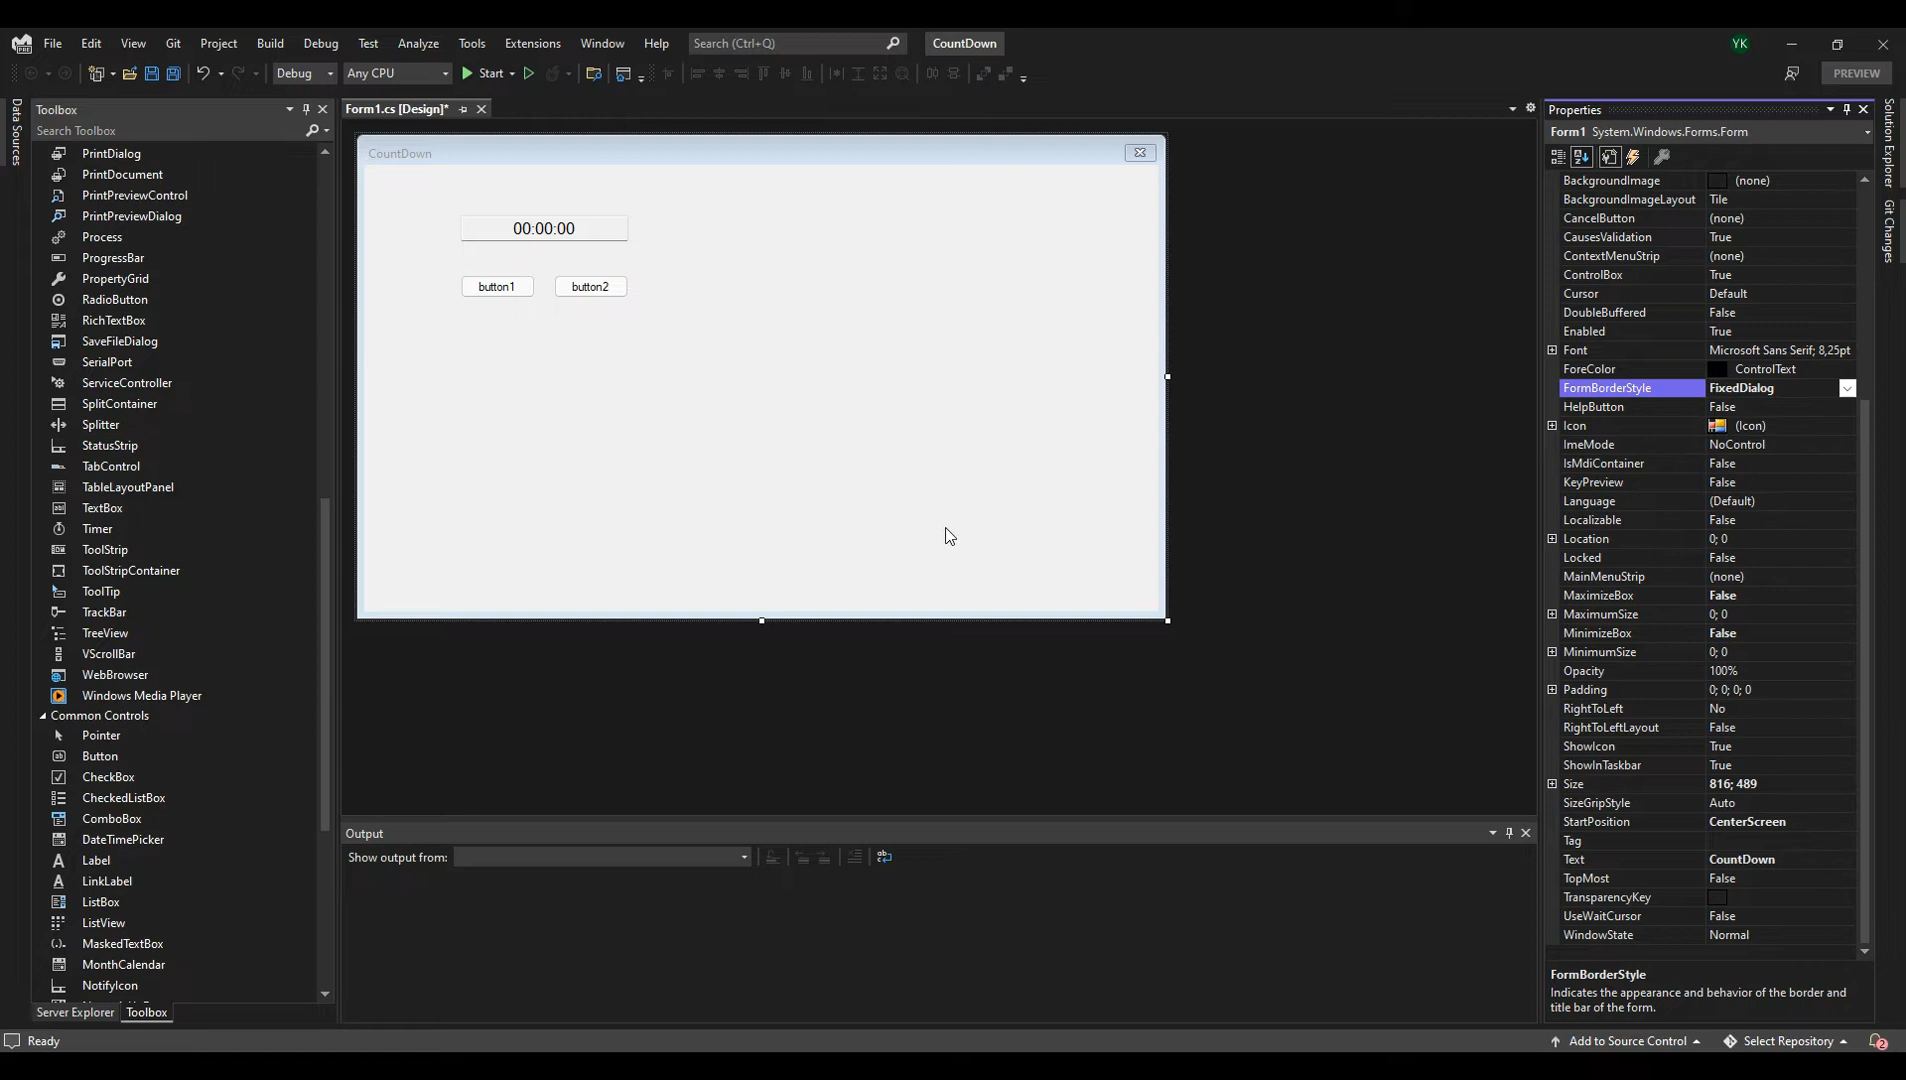 File Edit View Git Project Build Debug Test Analyze Tools Extensions Window Help Search (Ctrl+Q) CountDown YK
Debug Any CPU Start PREVIEW
Data Sources
Toolbox
Search Toolbox
PrintDialog
PrintDocument
PrintPreviewControl
PrintPreviewDialog
Process
ProgressBar
PropertyGrid
RadioButton
RichTextBox
SaveFileDialog
SerialPort
ServiceController
SplitContainer
Splitter
StatusStrip
TabControl
TableLayoutPanel
TextBox
Timer
ToolStrip
ToolStripContainer
ToolTip
TrackBar
TreeView
VScrollBar
WebBrowser
Windows Media Player
Common Controls
Pointer
Button
CheckBox
CheckedListBox
ComboBox
DateTimePicker
Label
LinkLabel
ListBox
ListView
MaskedTextBox
MonthCalendar
NotifyIcon
Server Explorer Toolbox
Form1.cs [Design]*
CountDown
00:00:00
button1 button2
Output
Show output from:
Properties
Form1 System.Windows.Forms.Form
BackgroundImage (none)
BackgroundImageLayout Tile
CancelButton (none)
CausesValidation True
ContextMenuStrip (none)
ControlBox True
Cursor Default
DoubleBuffered False
Enabled True
Font Microsoft Sans Serif; 8,25pt
ForeColor ControlText
FormBorderStyle FixedDialog
HelpButton False
Icon (Icon)
ImeMode NoControl
IsMdiContainer False
KeyPreview False
Language (Default)
Localizable False
Location 0; 0
Locked False
MainMenuStrip (none)
MaximizeBox False
MaximumSize 0; 0
MinimizeBox False
MinimumSize 0; 0
Opacity 100%
Padding 0; 0; 0; 0
RightToLeft No
RightToLeftLayout False
ShowIcon True
ShowInTaskbar True
Size 816; 489
SizeGripStyle Auto
StartPosition CenterScreen
Tag
Text CountDown
TopMost False
TransparencyKey
UseWaitCursor False
WindowState Normal
FormBorderStyle
Indicates the appearance and behavior of the border and
title bar of the form.
Solution Explorer
Git Changes
Ready Add to Source Control Select Repository 2